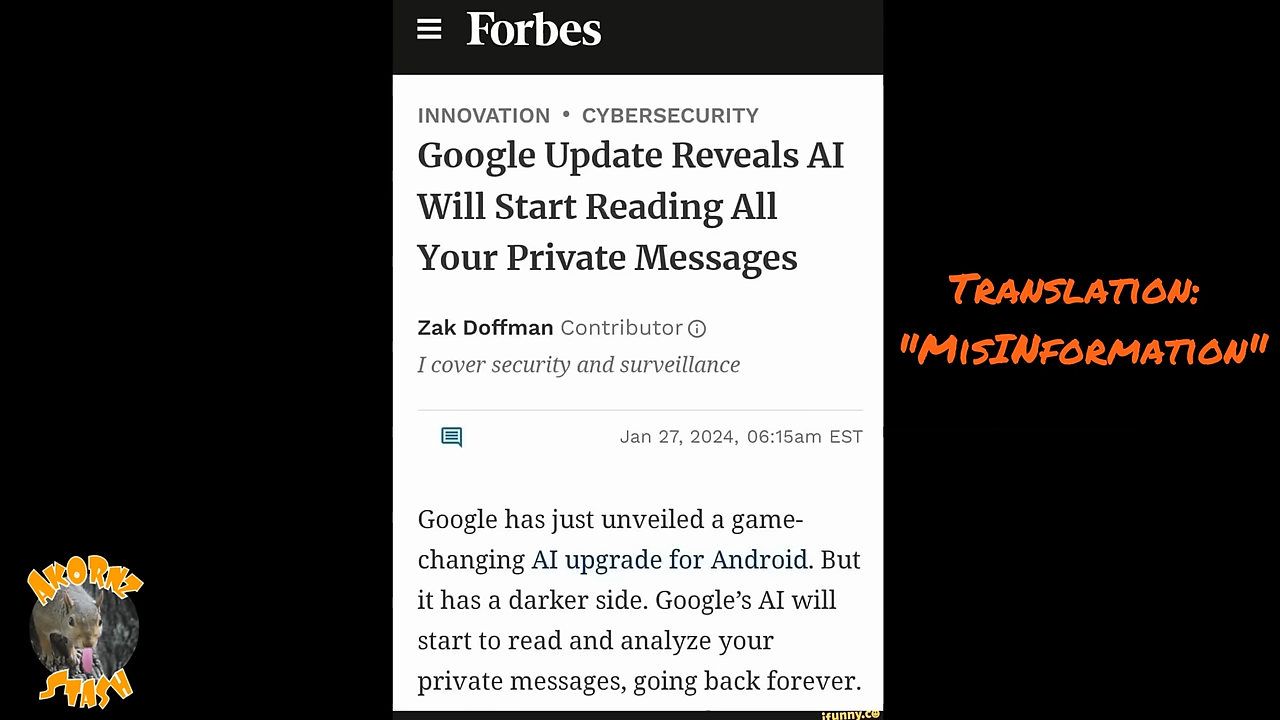 Forbes
INNOVATION • CYBERSECURITY
Google Update Reveals AI
Will Start Reading All
Your Private Messages
Zak Doffman Contributor
I cover security and surveillance
Jan 27, 2024, 06:15am EST
Google has just unveiled a game-
changing AI upgrade for Android. But
it has a darker side. Google’s AI will
start to read and analyze your
private messages, going back forever.
ifunny.co
TRANSLATION:
"MISINFORMATION"
AKORNZ
STASH